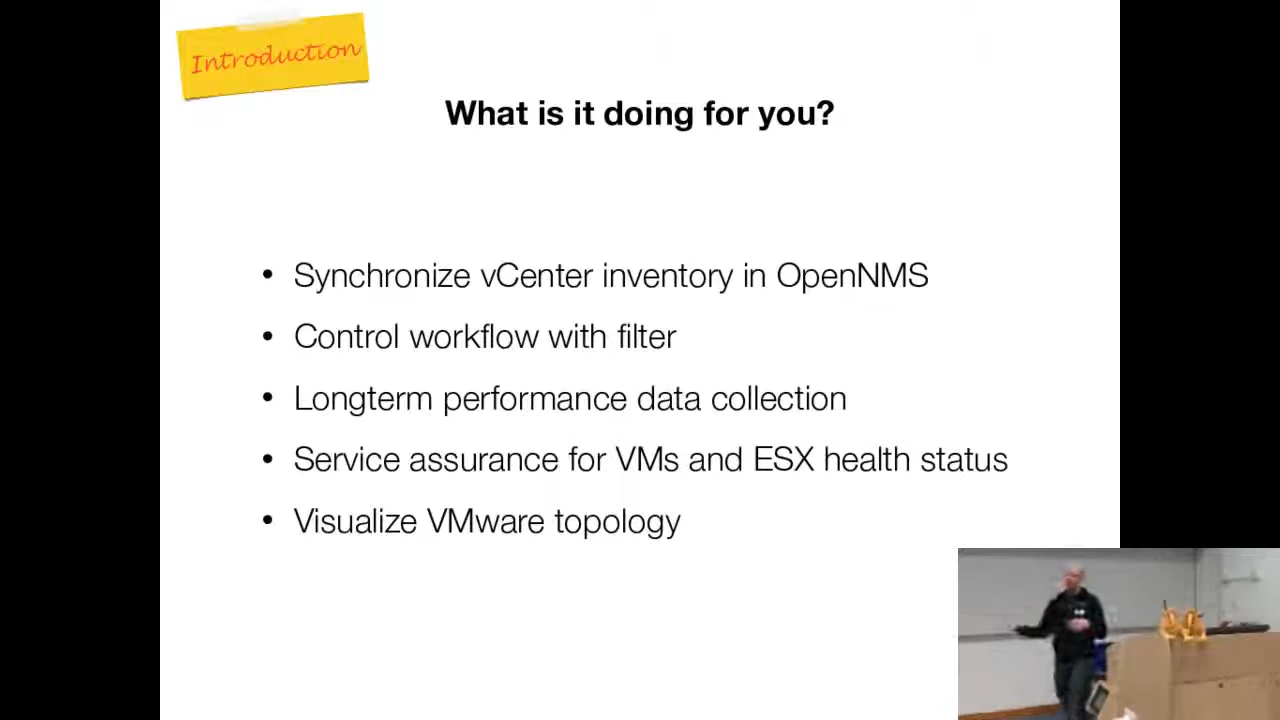 Introduction
What is it doing for you?
• Synchronize vCenter inventory in OpenNMS
• Control workflow with filter
• Longterm performance data collection
• Service assurance for VMs and ESX health status
• Visualize VMware topology